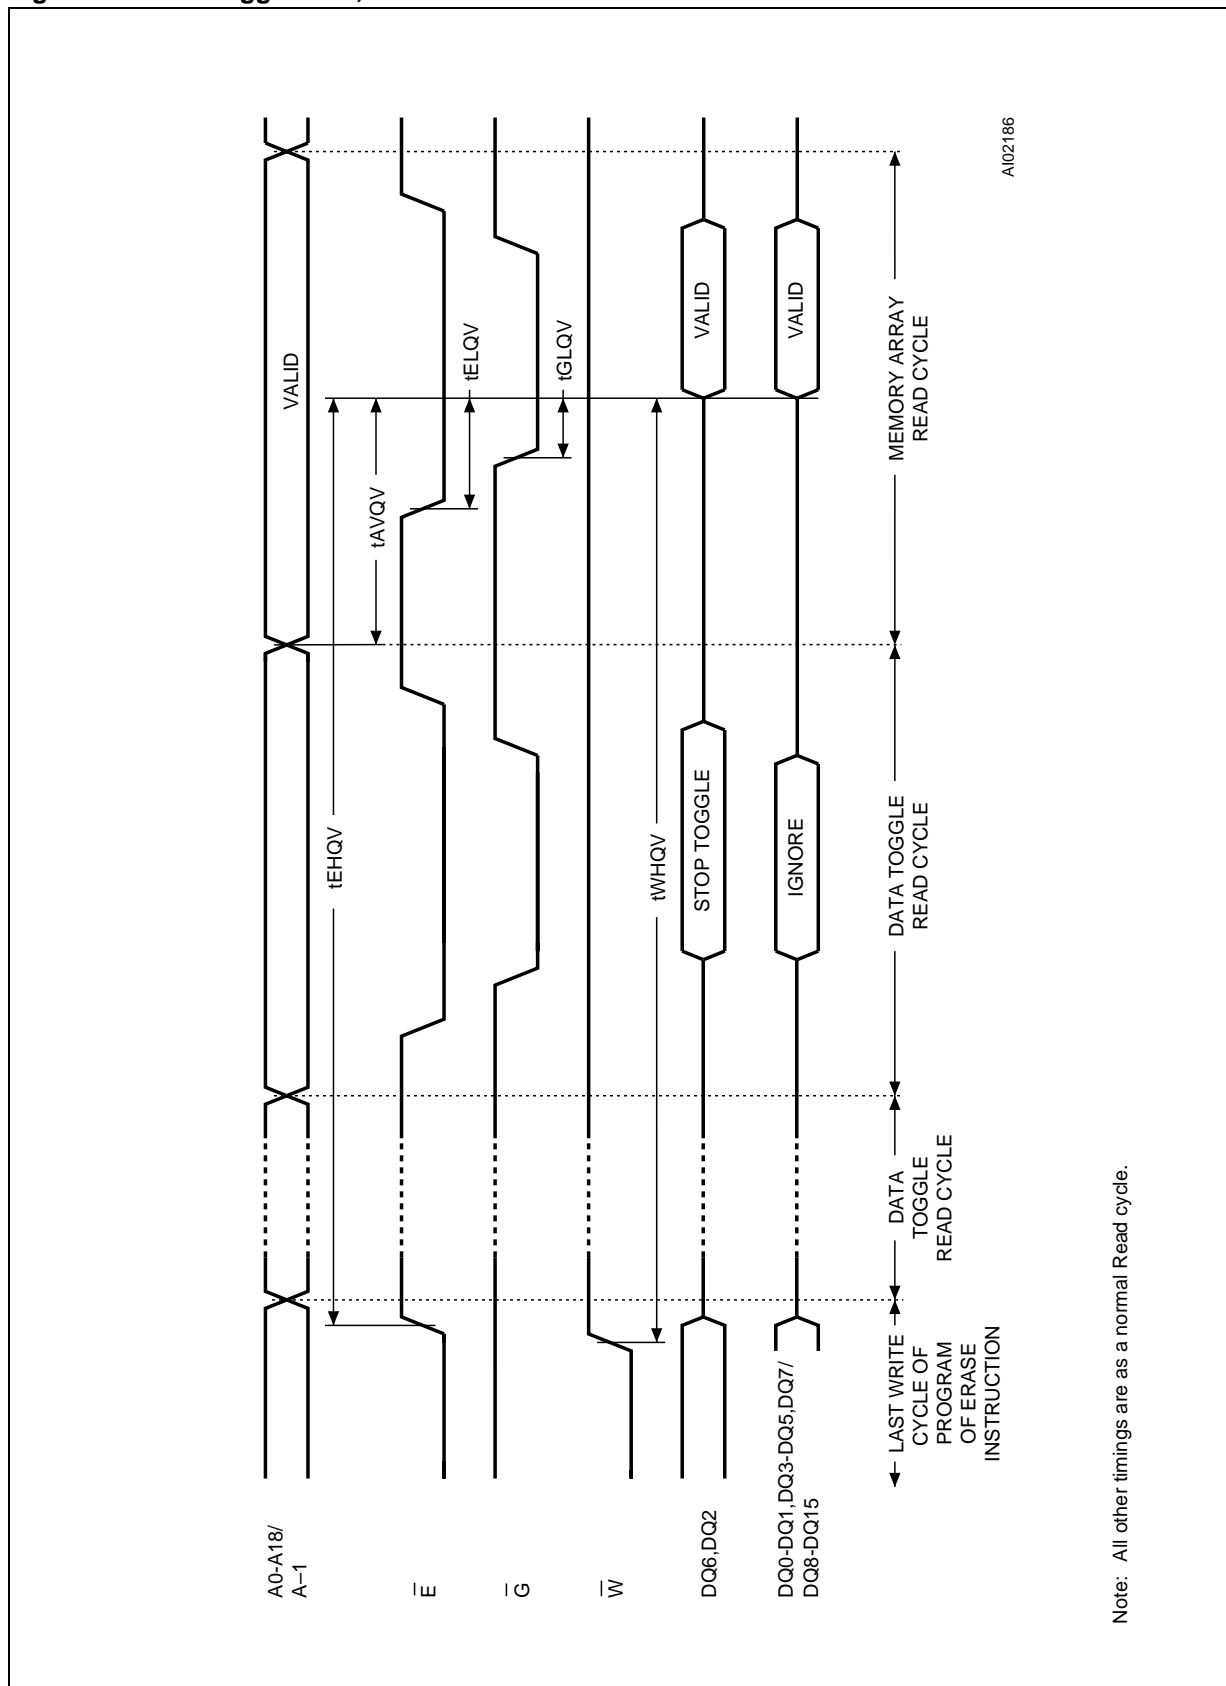 A0-A18/
A–1
VALID
tEHQV
tAVQV
E
tELQV
G
tGLQV
W
tWHQV
DQ6,DQ2
STOP TOGGLE
VALID
DQ0-DQ1,DQ3-DQ5,DQ7/
DQ8-DQ15
IGNORE
VALID
LAST WRITE
CYCLE OF
PROGRAM
OF ERASE
INSTRUCTION
DATA
TOGGLE
READ CYCLE
DATA TOGGLE
READ CYCLE
MEMORY ARRAY
READ CYCLE
AI02186
Note: All other timings are as a normal Read cycle.